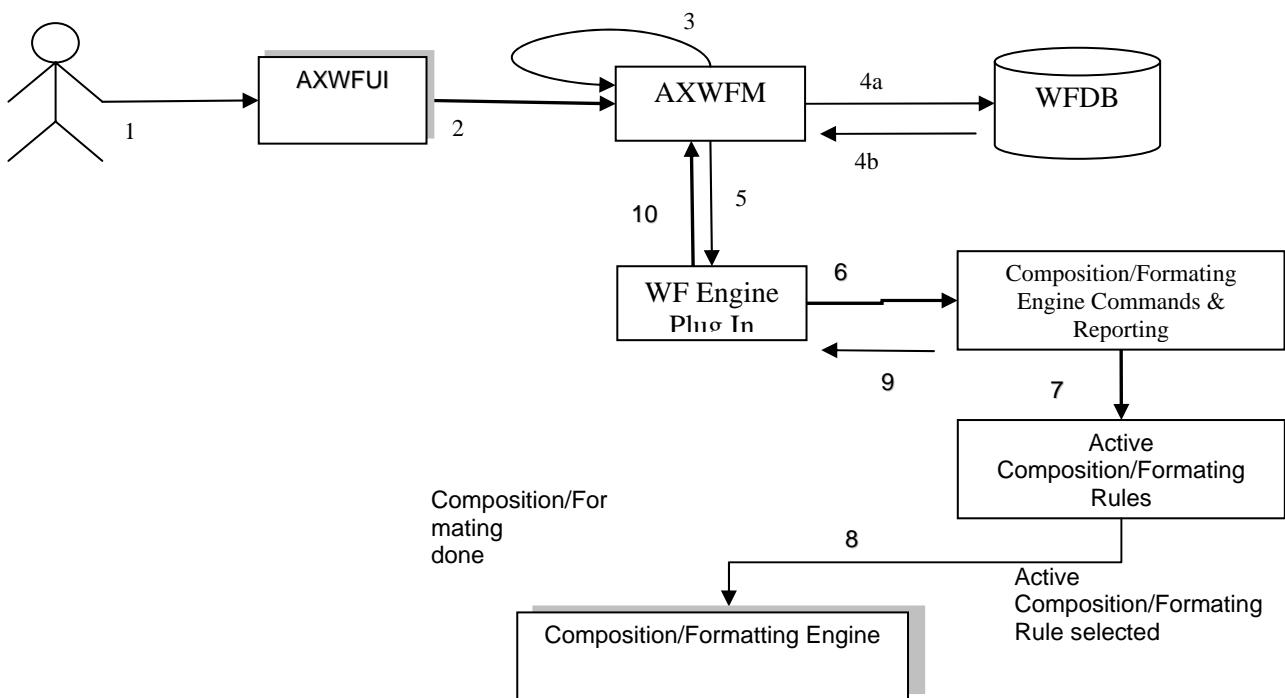 3
AXWFUI
AXWFM
4a
WFDB
1
2
4b
10
5
6
WF Engine
Plug In
Composition/Formating
Engine Commands &
Reporting
9
7
Active
Composition/Formating
Rules
Composition/For
mating
done
8
Active
Composition/Formating
Rule selected
Composition/Formatting Engine